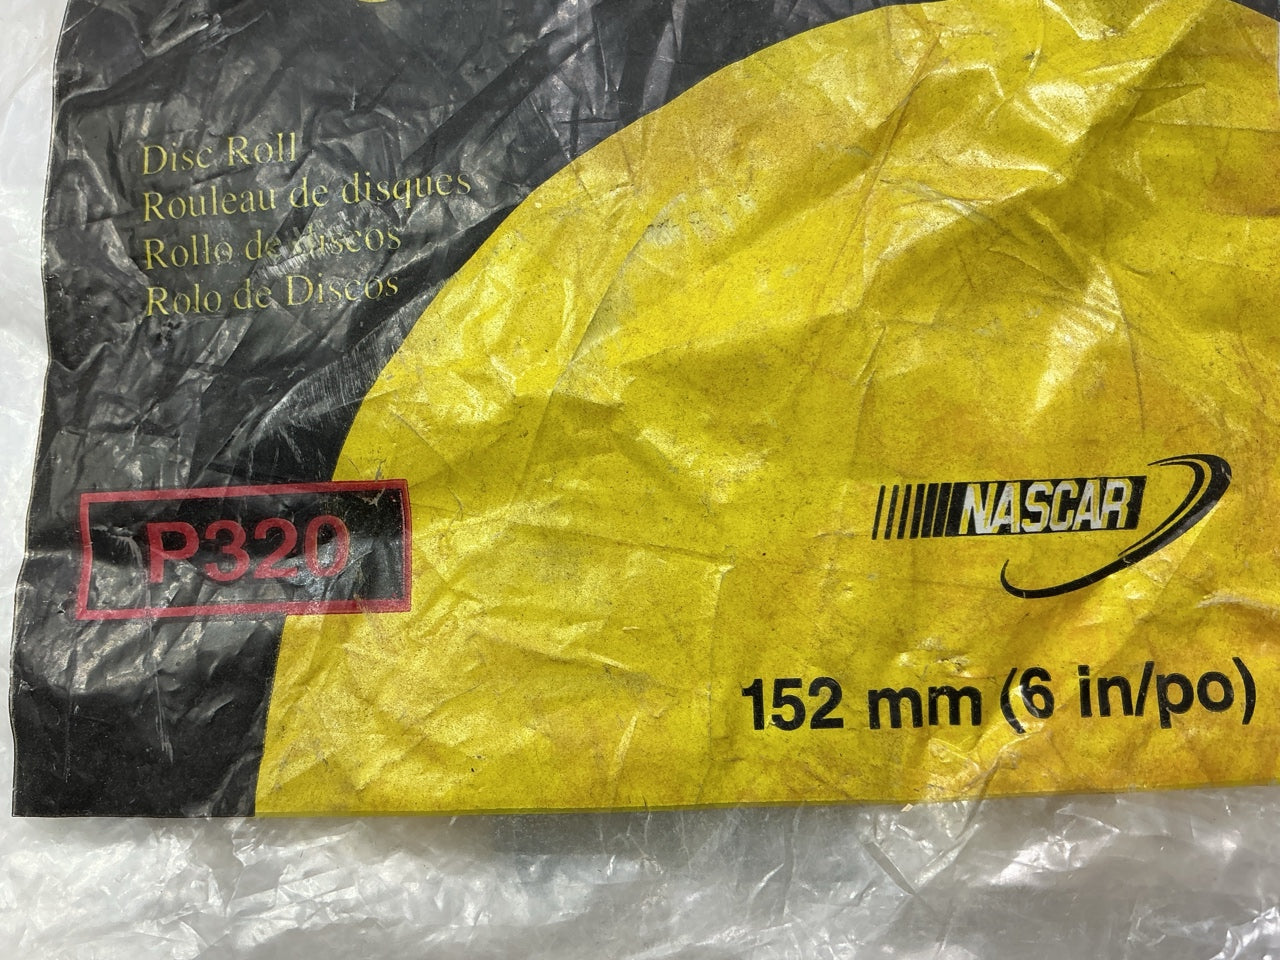 Disc Roll
Rouleau de disques
Rollo de discos
Rolo de Discos
P320
NASCAR
152 mm (6 in/po)